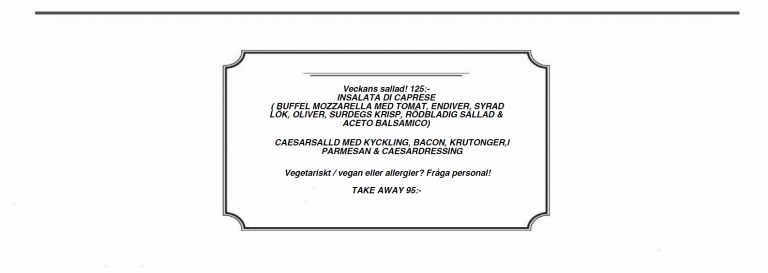 Veckans sallad! 125:-
INSALATA DI CAPRESE
( BUFFEL MOZZARELLA MED TOMAT, ENDIVER, SYRAD
LÖK, OLIVER, SURDEGS KRISP, RÖDBLADIG SALLAD &
ACETO BALSAMICO)
CAESARSALLD MED KYCKLING, BACON, KRUTONGER,I
PARMESAN & CAESARDRESSING
Vegetariskt / vegan eller allergier? Fråga personal!
TAKE AWAY 95:-